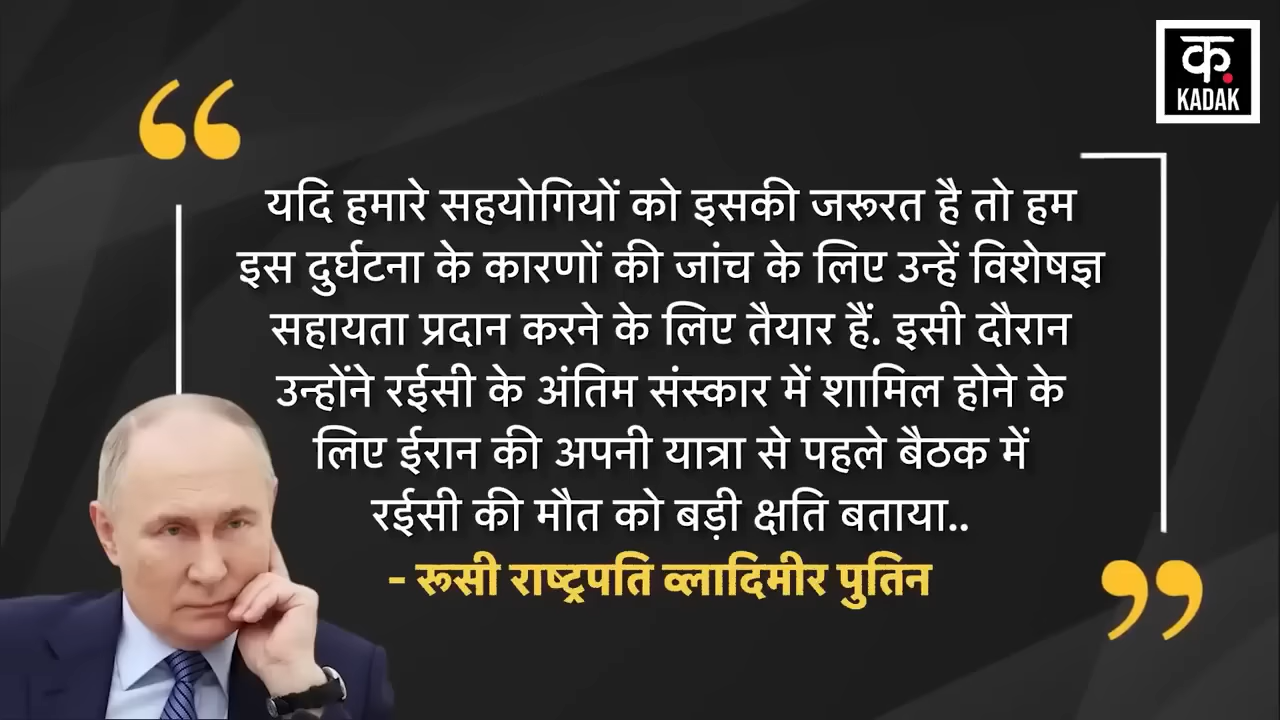 क.
KADAK
“
यदि हमारे सहयोगियों को इसकी जरूरत है तो हम
इस दुर्घटना के कारणों की जांच के लिए उन्हें विशेषज्ञ
सहायता प्रदान करने के लिए तैयार हैं. इसी दौरान
उन्होंने रईसी के अंतिम संस्कार में शामिल होने के
लिए ईरान की अपनी यात्रा से पहले बैठक में
रईसी की मौत को बड़ी क्षति बताया..
- रूसी राष्ट्रपति व्लादिमीर पुतिन
”